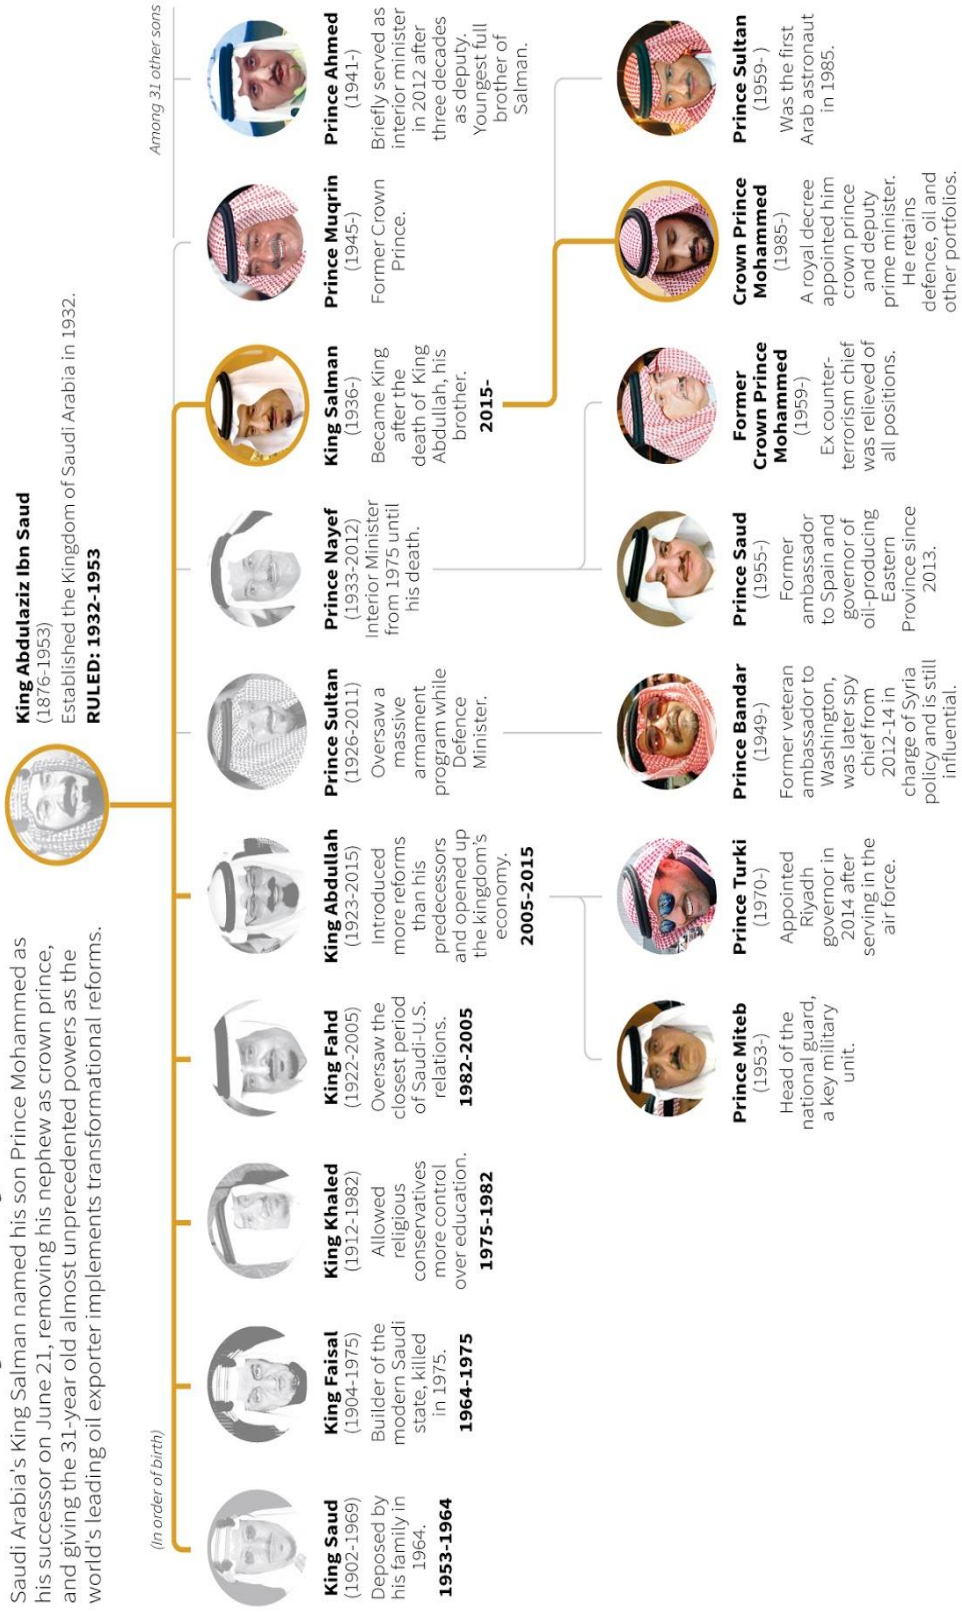 Saudi Arabia's King Salman named his son Prince Mohammed as
his successor on June 21, removing his nephew as crown prince,
and giving the 31-year old almost unprecedented powers as the
world's leading oil exporter implements transformational reforms.
King Abdulaziz Ibn Saud
(1876-1953)
Established the Kingdom of Saudi Arabia in 1932.
RULED: 1932-1953
(In order of birth)
Among 31 other sons
King Saud
(1902-1969)
Deposed by
his family in
1964.
1953-1964
King Faisal
(1904-1975)
Builder of the
modern Saudi
state, killed
in 1975.
1964-1975
King Khaled
(1912-1982)
Allowed
religious
conservatives
more control
over education.
1975-1982
King Fahd
(1922-2005)
Oversaw the
closest period
of Saudi-U.S.
relations.
1982-2005
King Abdullah
(1923-2015)
Introduced
more reforms
than his
predecessors
and opened up
the kingdom's
economy.
2005-2015
Prince Sultan
(1926-2011)
Oversaw a
massive
armament
program while
Defence
Minister.
Prince Nayef
(1933-2012)
Interior Minister
from 1975 until
his death.
King Salman
(1936-)
Became King
after the
death of King
Abdullah, his
brother.
2015-
Prince Muqrin
(1945-)
Former Crown
Prince.
Prince Ahmed
(1941-)
Briefly served as
interior minister
in 2012 after
three decades
as deputy.
Youngest full
brother of
Salman.
Prince Miteb
(1953-)
Head of the
national guard,
a key military
unit.
Prince Turki
(1970-)
Appointed
Riyadh
governor in
2014 after
serving in the
air force.
Prince Bandar
(1949-)
Former veteran
ambassador to
Washington,
was later spy
chief from
2012-14 in
charge of Syria
policy and is still
influential.
Prince Saud
(1955-)
Former
ambassador
to Spain and
governor of
oil-producing
Eastern
Province since
2013.
Former
Crown Prince
Mohammed
(1959-)
Ex counter-
terrorism chief
was relieved of
all positions.
Crown Prince
Mohammed
(1985-)
A royal decree
appointed him
crown prince
and deputy
prime minister.
He retains
defence, oil and
other portfolios.
Prince Sultan
(1959-)
Was the first
Arab astronaut
in 1985.